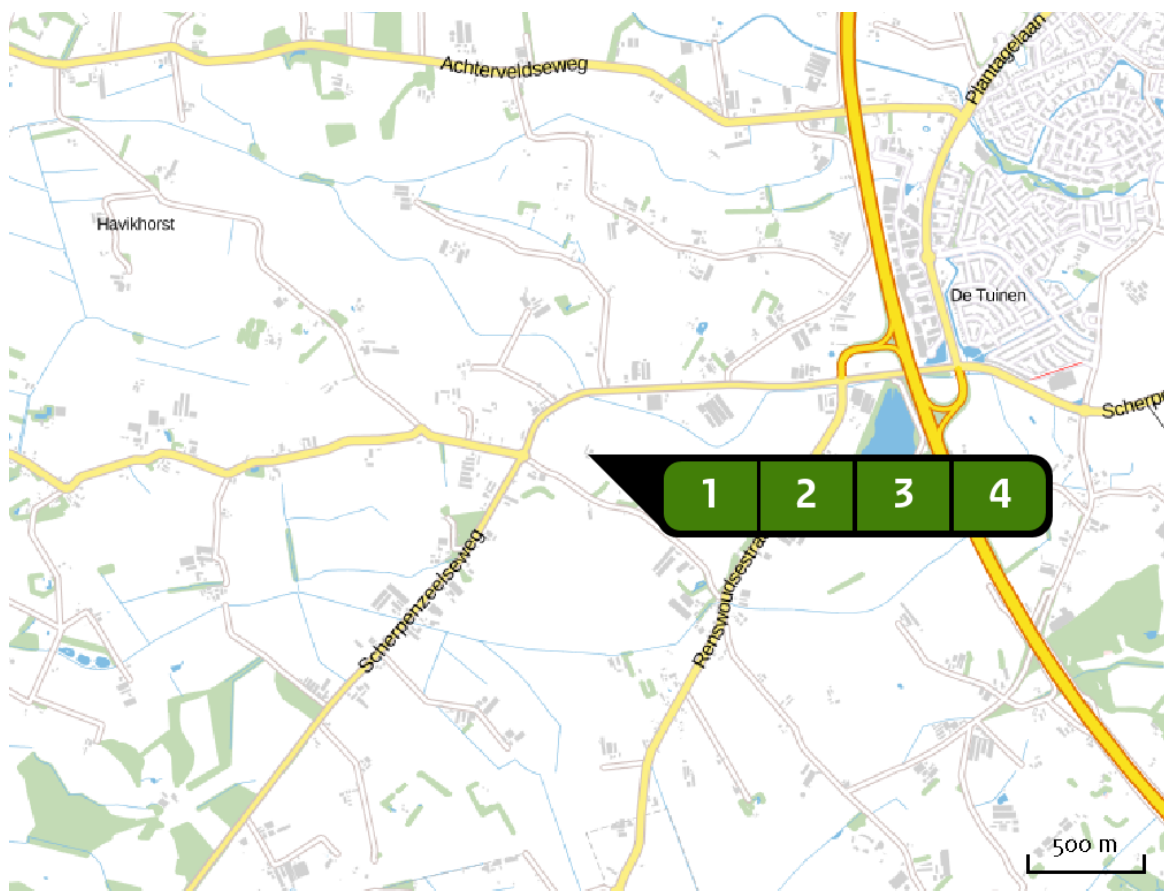 Plantagelaan
Achterveldseweg
Havikhorst
De Tuinen
Scherp
1 2 3 4
Scherpenzeelseweg
Renswoudsestra
500 m